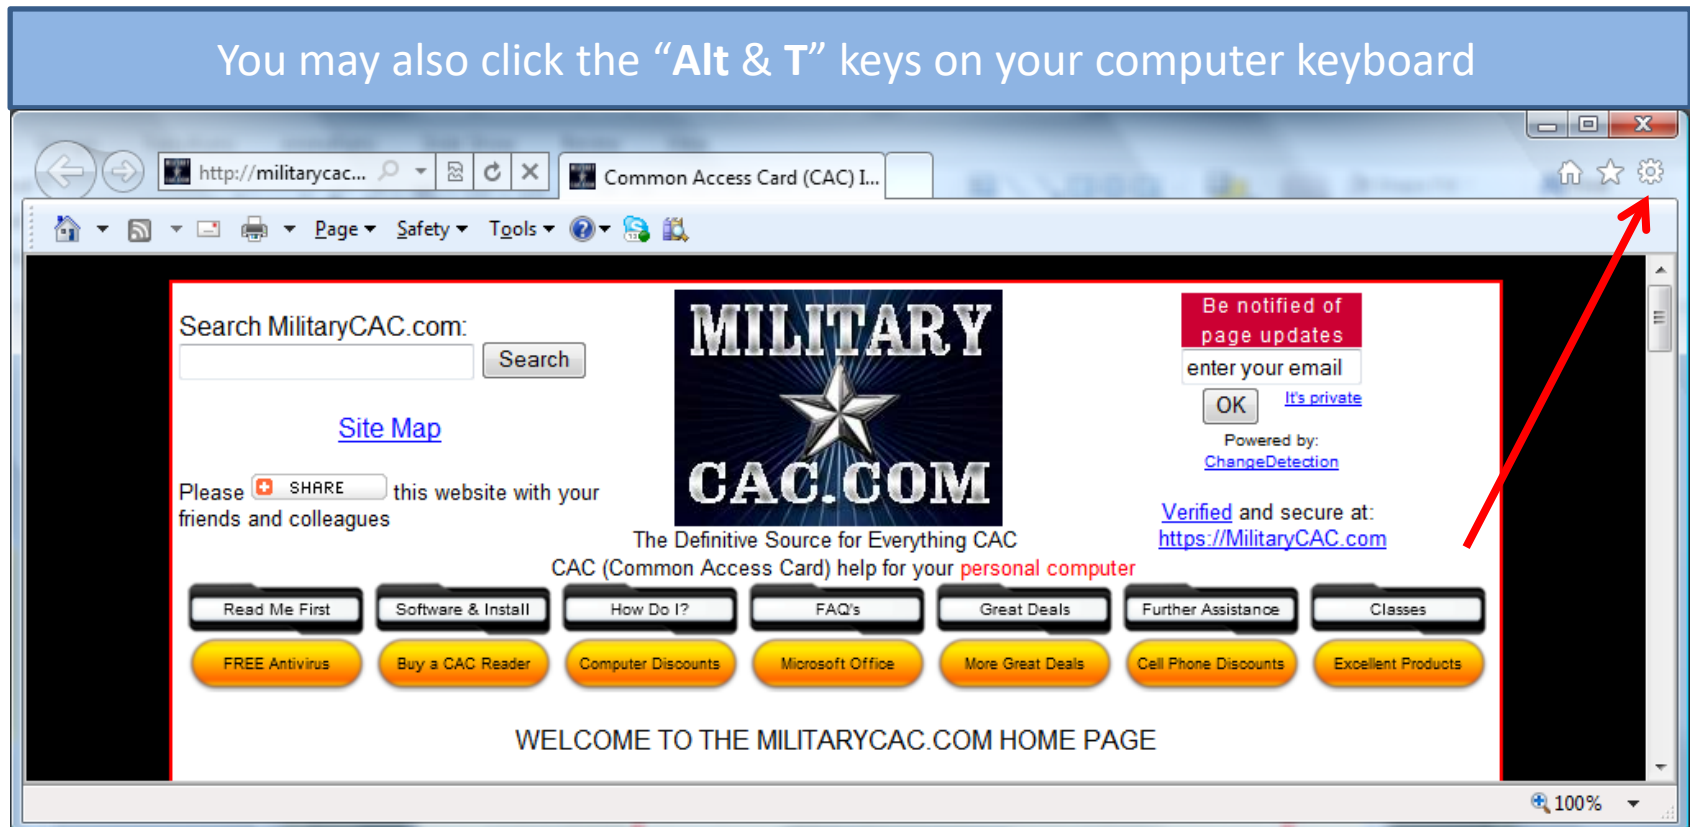 You may also click the “Alt & T” keys on your computer keyboard
http://militarycac...
Common Access Card (CAC) I...
Page
Safety
Tools
Search MilitaryCAC.com:
Search
Site Map
Please SHARE this website with your
friends and colleagues
MILITARY
CAC.COM
The Definitive Source for Everything CAC
CAC (Common Access Card) help for your personal computer
Be notified of
page updates
enter your email
OK It's private
Powered by:
ChangeDetection
Verified and secure at:
https://MilitaryCAC.com
Read Me First Software & Install How Do I? FAQ's Great Deals Further Assistance Classes
FREE Antivirus Buy a CAC Reader Computer Discounts Microsoft Office More Great Deals Cell Phone Discounts Excellent Products
WELCOME TO THE MILITARYCAC.COM HOME PAGE
100%